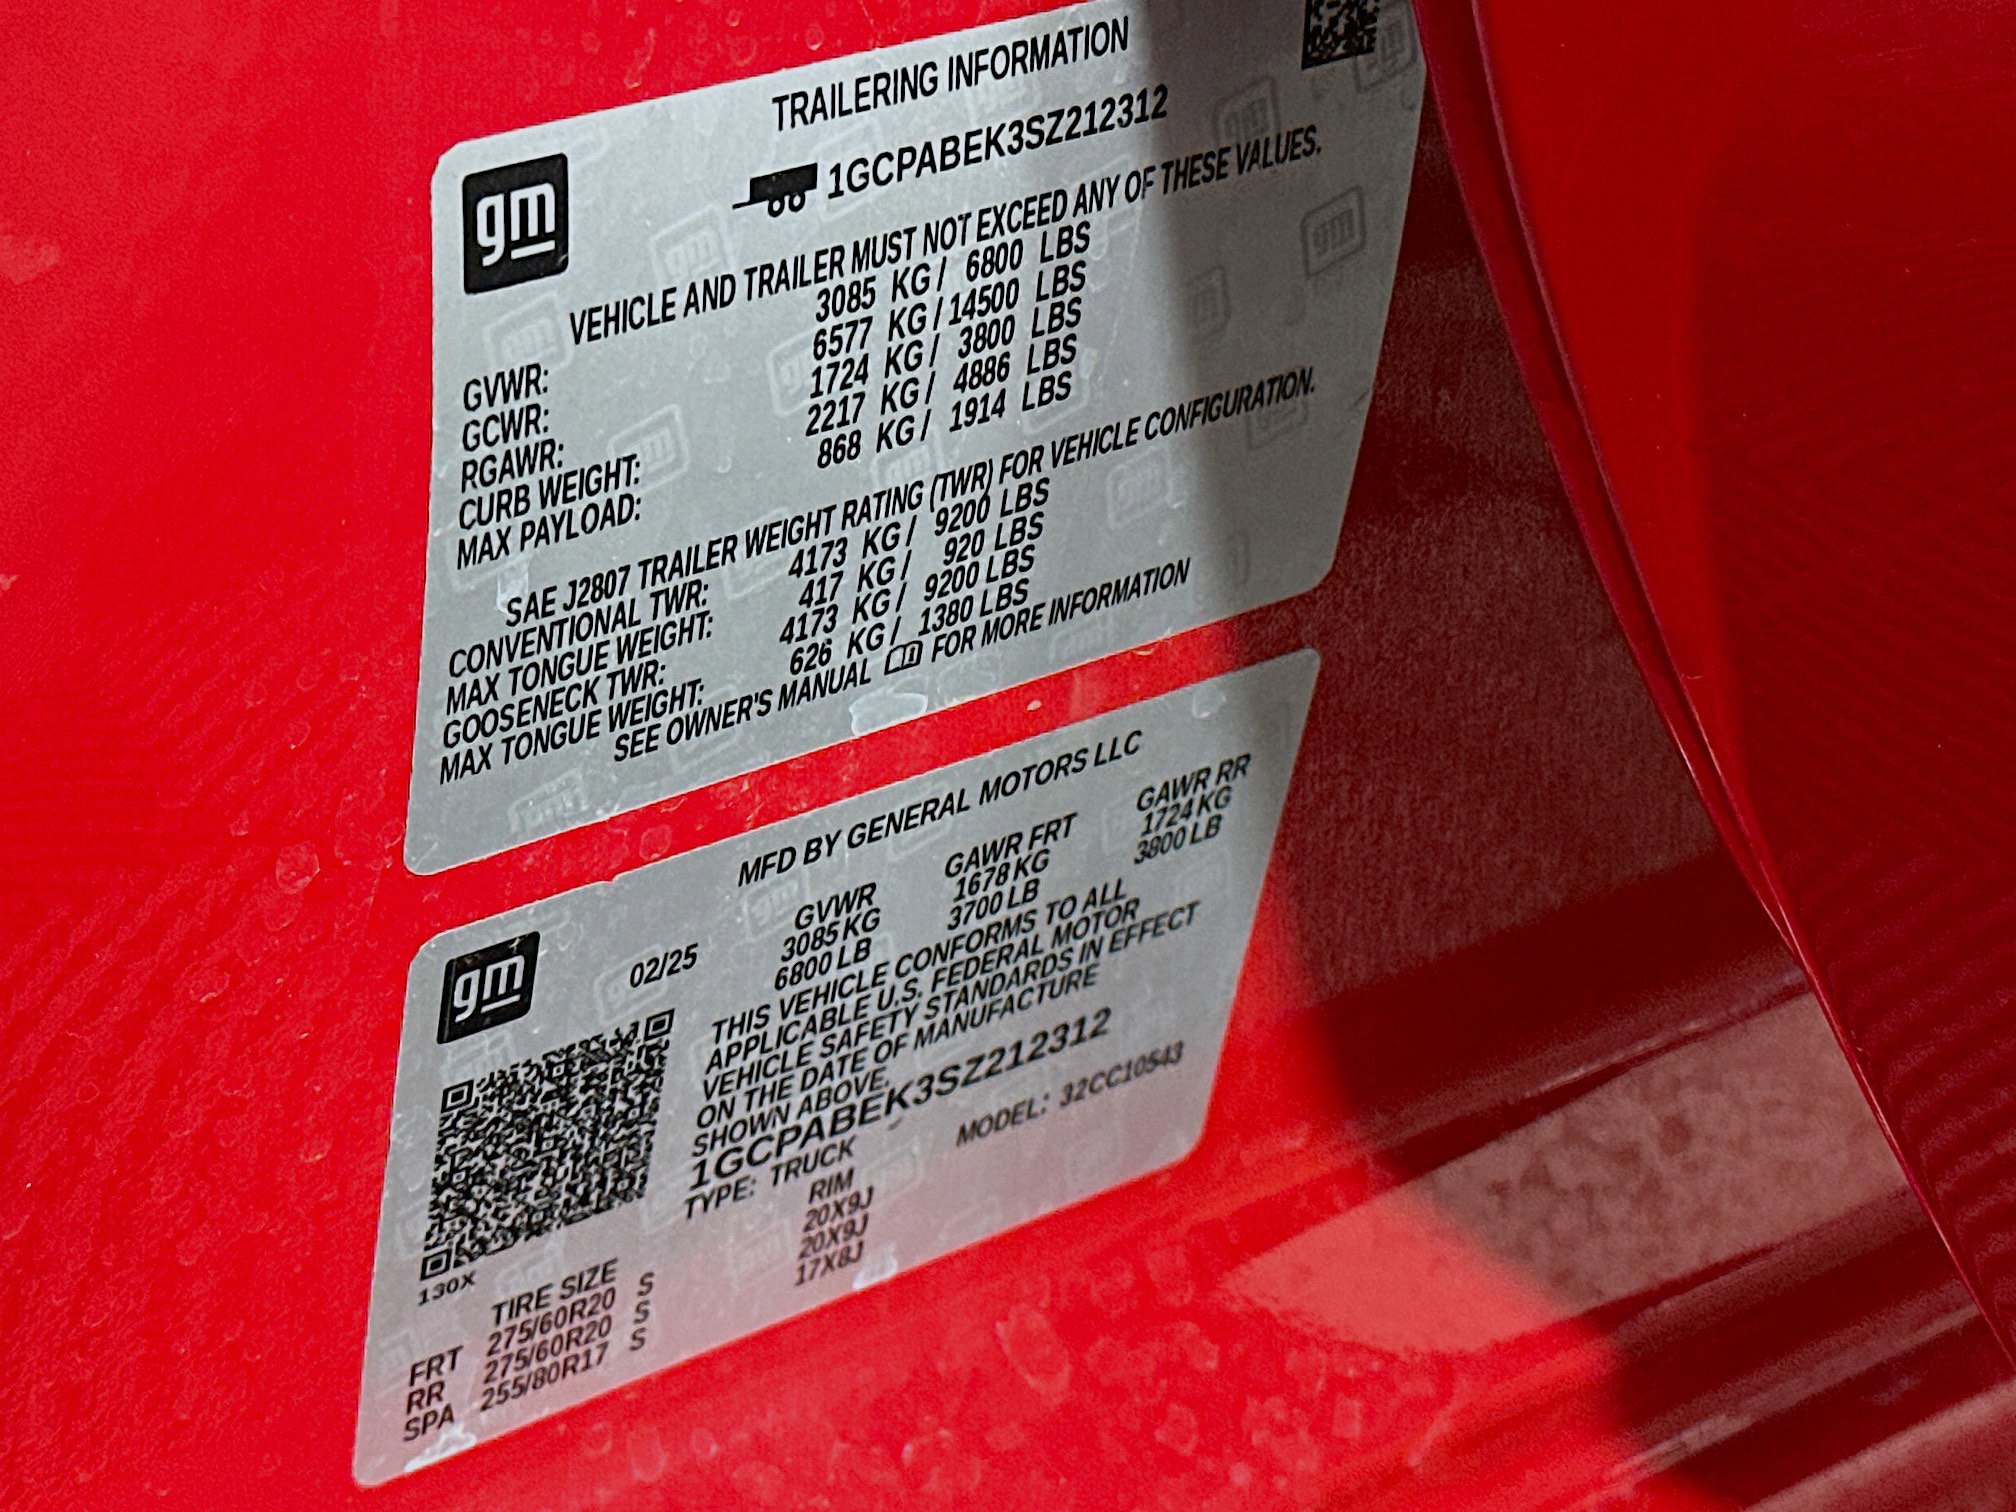 TRAILERING INFORMATION
gm
1GCPABEK3SZ212312
VEHICLE AND TRAILER MUST NOT EXCEED ANY OF THESE VALUES.
GVWR: 3085 KG / 6800 LBS
GCWR: 6577 KG / 14500 LBS
RGAWR: 1724 KG / 3800 LBS
CURB WEIGHT: 2217 KG / 4886 LBS
MAX PAYLOAD: 868 KG / 1914 LBS
SAE J2807 TRAILER WEIGHT RATING (TWR) FOR VEHICLE CONFIGURATION.
CONVENTIONAL TWR: 4173 KG / 9200 LBS
MAX TONGUE WEIGHT: 417 KG / 920 LBS
GOOSENECK TWR: 4173 KG / 9200 LBS
MAX TONGUE WEIGHT: 626 KG / 1380 LBS
SEE OWNER'S MANUAL FOR MORE INFORMATION
MFD BY GENERAL MOTORS LLC
gm
02/25
GVWR GAWR FRT GAWR RR
3085 KG 1678 KG 1724 KG
6800 LB 3700 LB 3800 LB
THIS VEHICLE CONFORMS TO ALL
APPLICABLE U.S. FEDERAL MOTOR
VEHICLE SAFETY STANDARDS IN EFFECT
ON THE DATE OF MANUFACTURE
SHOWN ABOVE.
1GCPABEK3SZ212312
TYPE: TRUCK MODEL: 32CC10543
130X
TIRE SIZE RIM
FRT 275/60R20 S 20X9J
RR 275/60R20 S 20X9J
SPA 255/80R17 S 17X8J